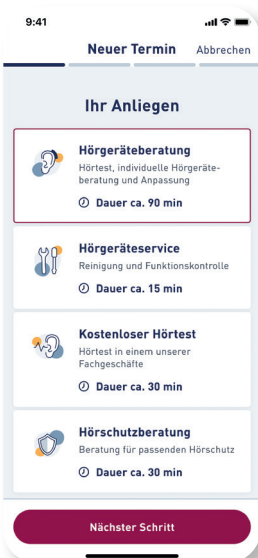 9:41
Neuer Termin Abbrechen
Ihr Anliegen
Hörgeräteberatung
Hörtest, individuelle Hörgeräte-
beratung und Anpassung
Dauer ca. 90 min
Hörgeräteservice
Reinigung und Funktionskontrolle
Dauer ca. 15 min
Kostenloser Hörtest
Hörtest in einem unserer
Fachgeschäfte
Dauer ca. 30 min
Hörschutzberatung
Beratung für passenden Hörschutz
Dauer ca. 30 min
Nächster Schritt